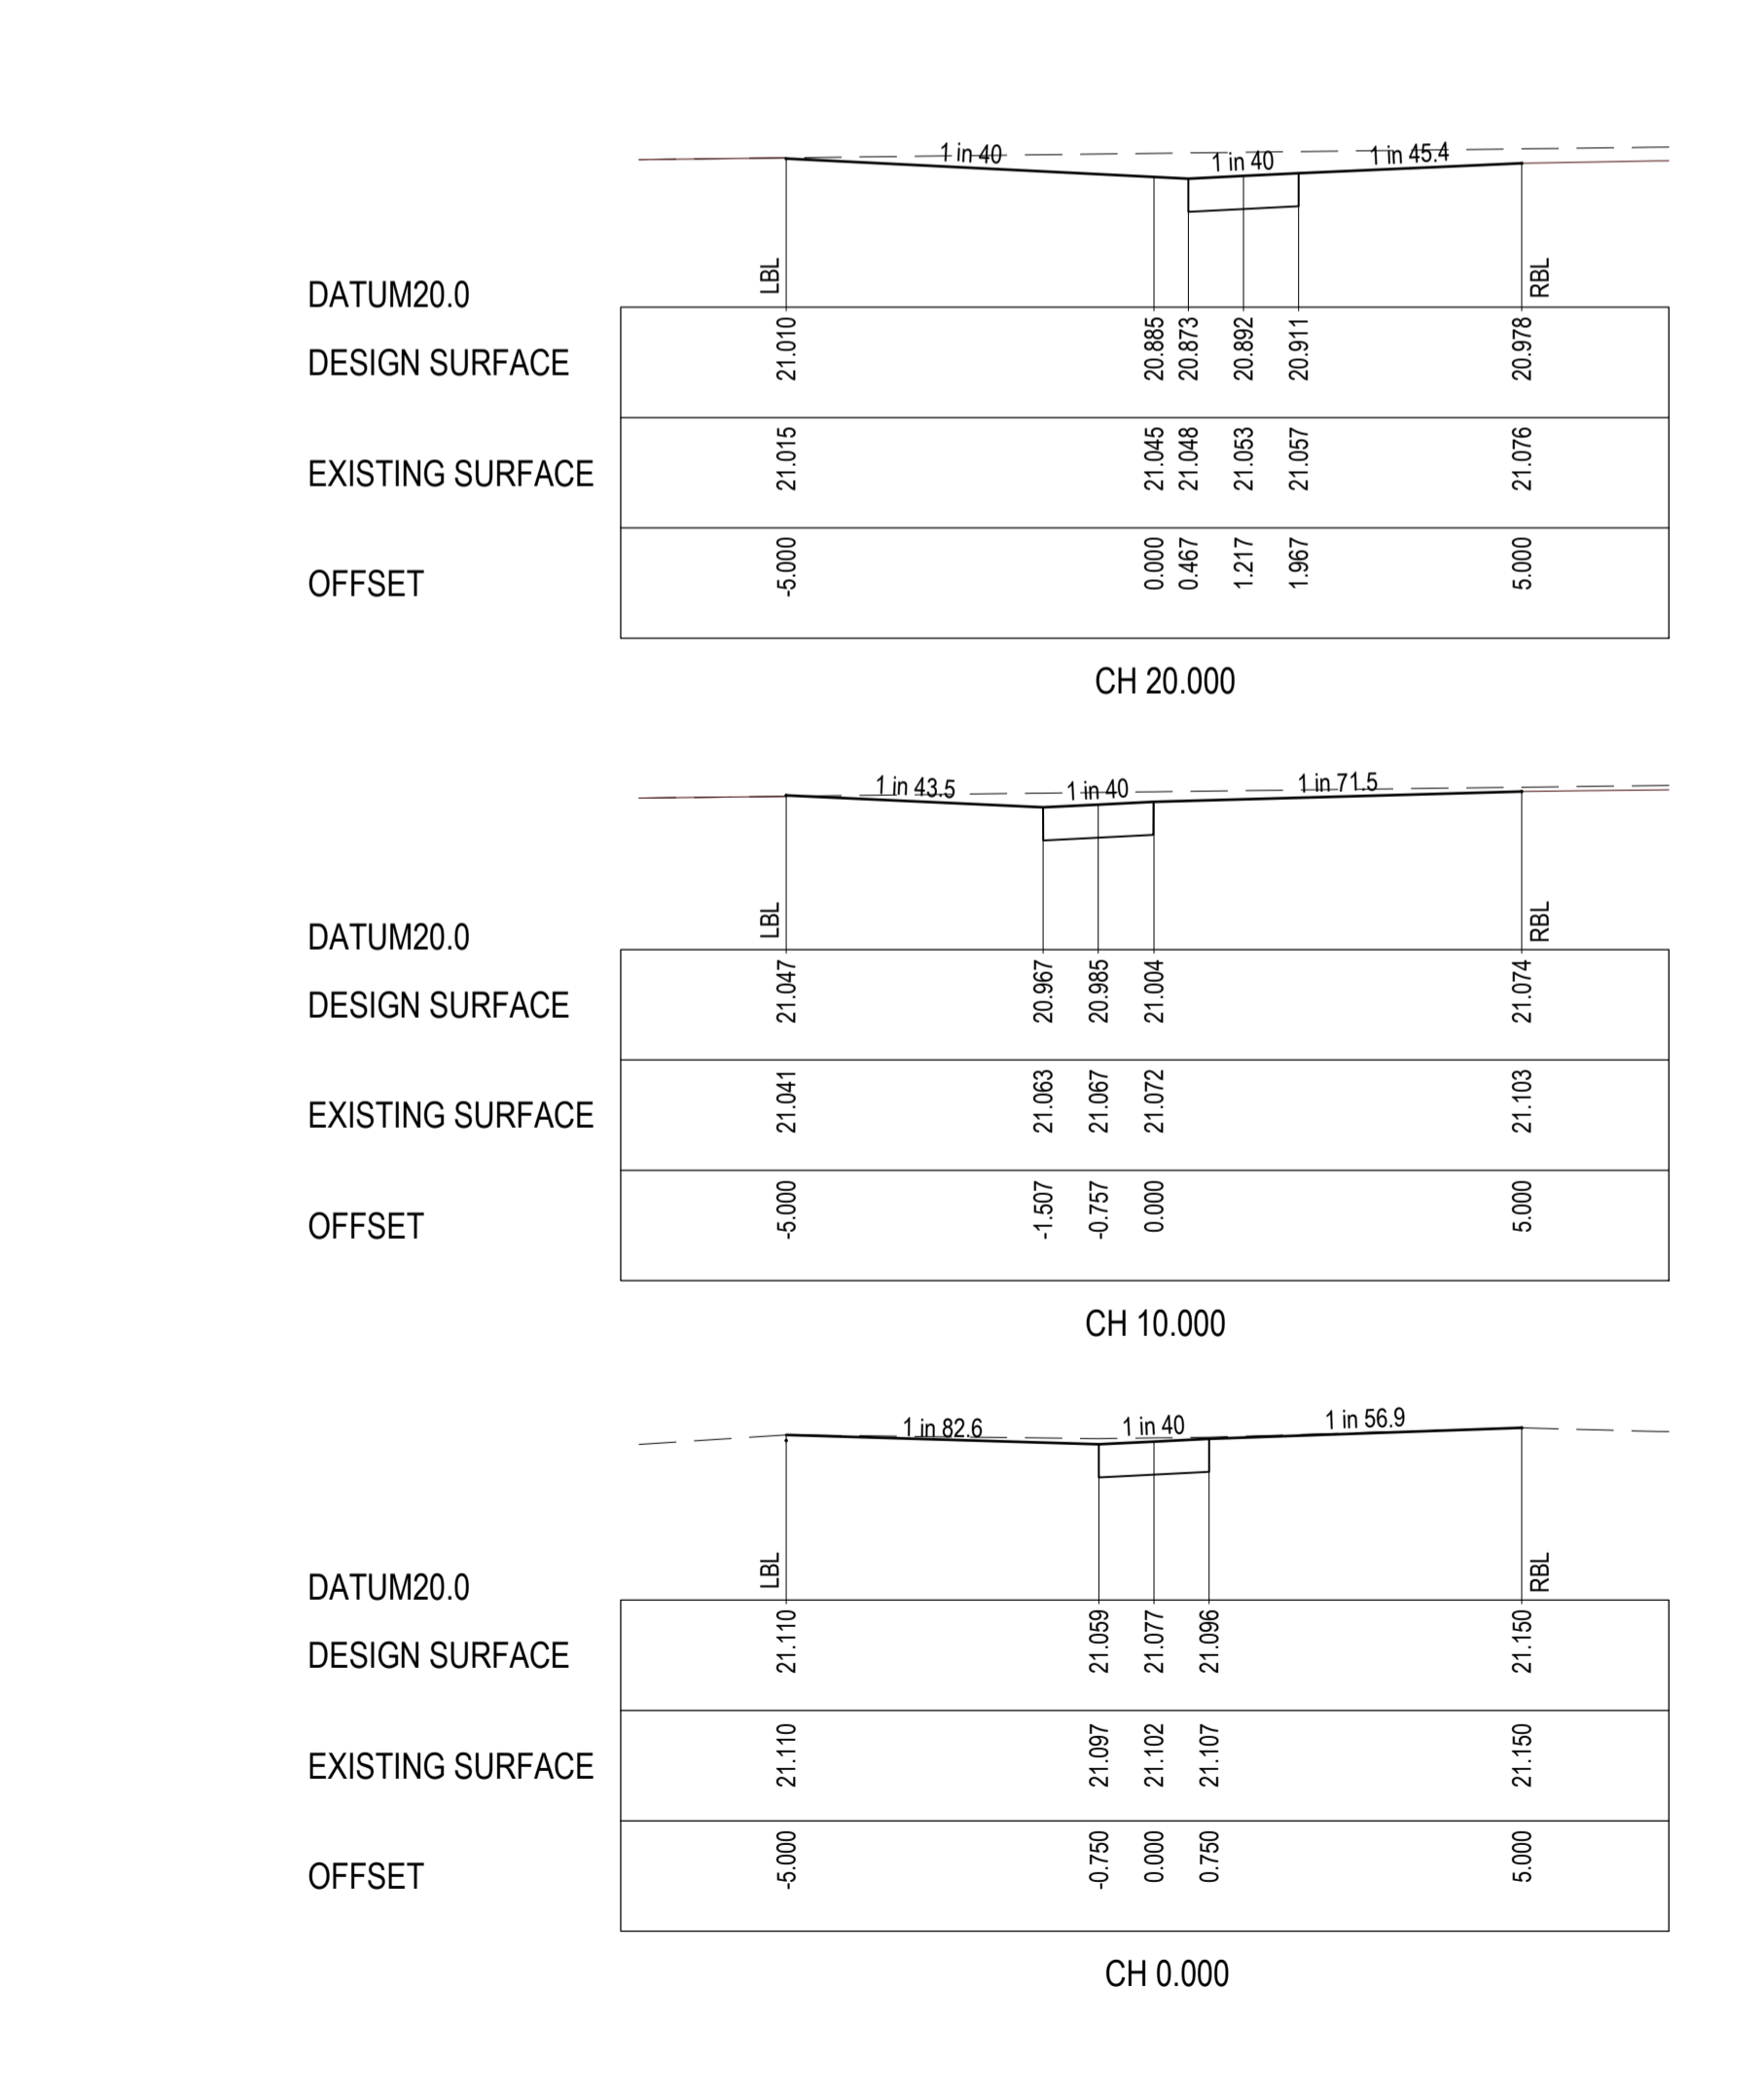 1 in 40 1 in 40 1 in 45.4
LBL RBL
DATUM20.0
DESIGN SURFACE 21.010 20.885 20.873 20.892 20.911 20.978
EXISTING SURFACE 21.015 21.045 21.048 21.053 21.057 21.076
OFFSET -5.000 0.000 0.467 1.217 1.967 5.000
CH 20.000
1 in 43.5 1 in 40 1 in 71.5
LBL RBL
DATUM20.0
DESIGN SURFACE 21.047 20.967 20.985 21.004 21.074
EXISTING SURFACE 21.041 21.063 21.067 21.072 21.103
OFFSET -5.000 -1.507 -0.757 0.000 5.000
CH 10.000
1 in 82.6 1 in 40 1 in 56.9
LBL RBL
DATUM20.0
DESIGN SURFACE 21.110 21.059 21.077 21.096 21.150
EXISTING SURFACE 21.110 21.097 21.102 21.107 21.150
OFFSET -5.000 -0.750 0.000 0.750 5.000
CH 0.000